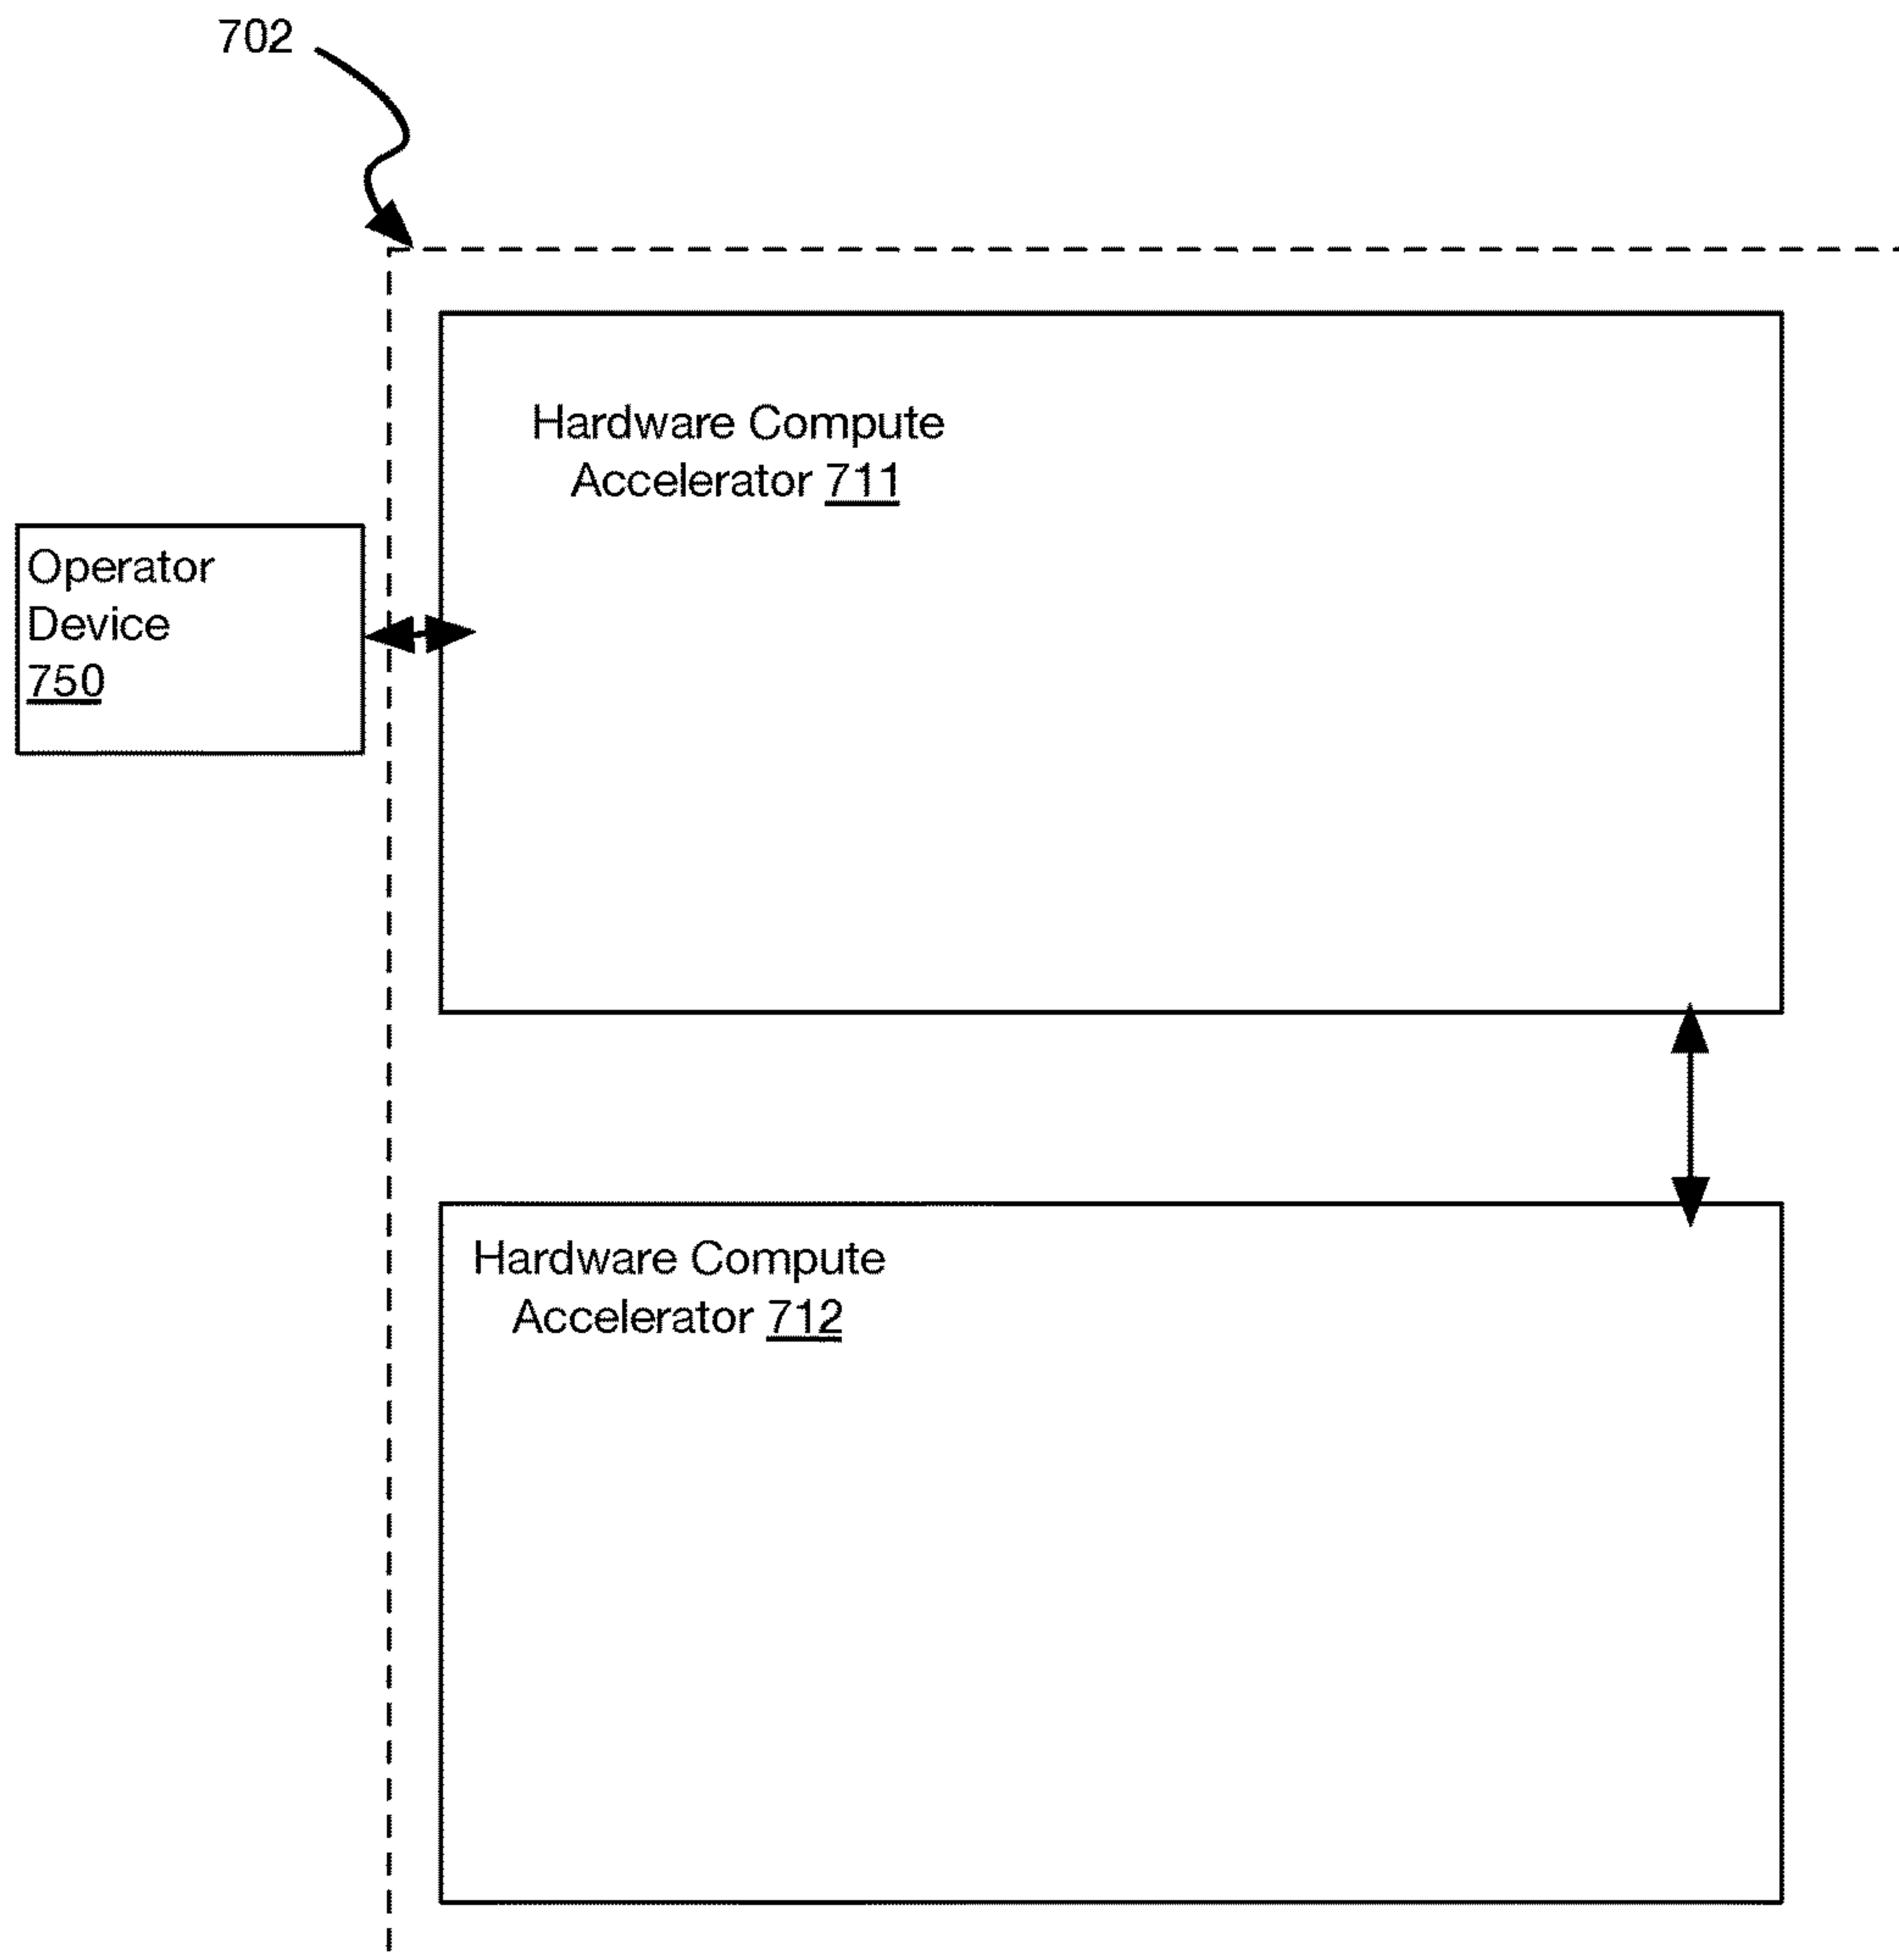 702
Hardware Compute
Accelerator 711
Operator
Device
750
Hardware Compute
Accelerator 712